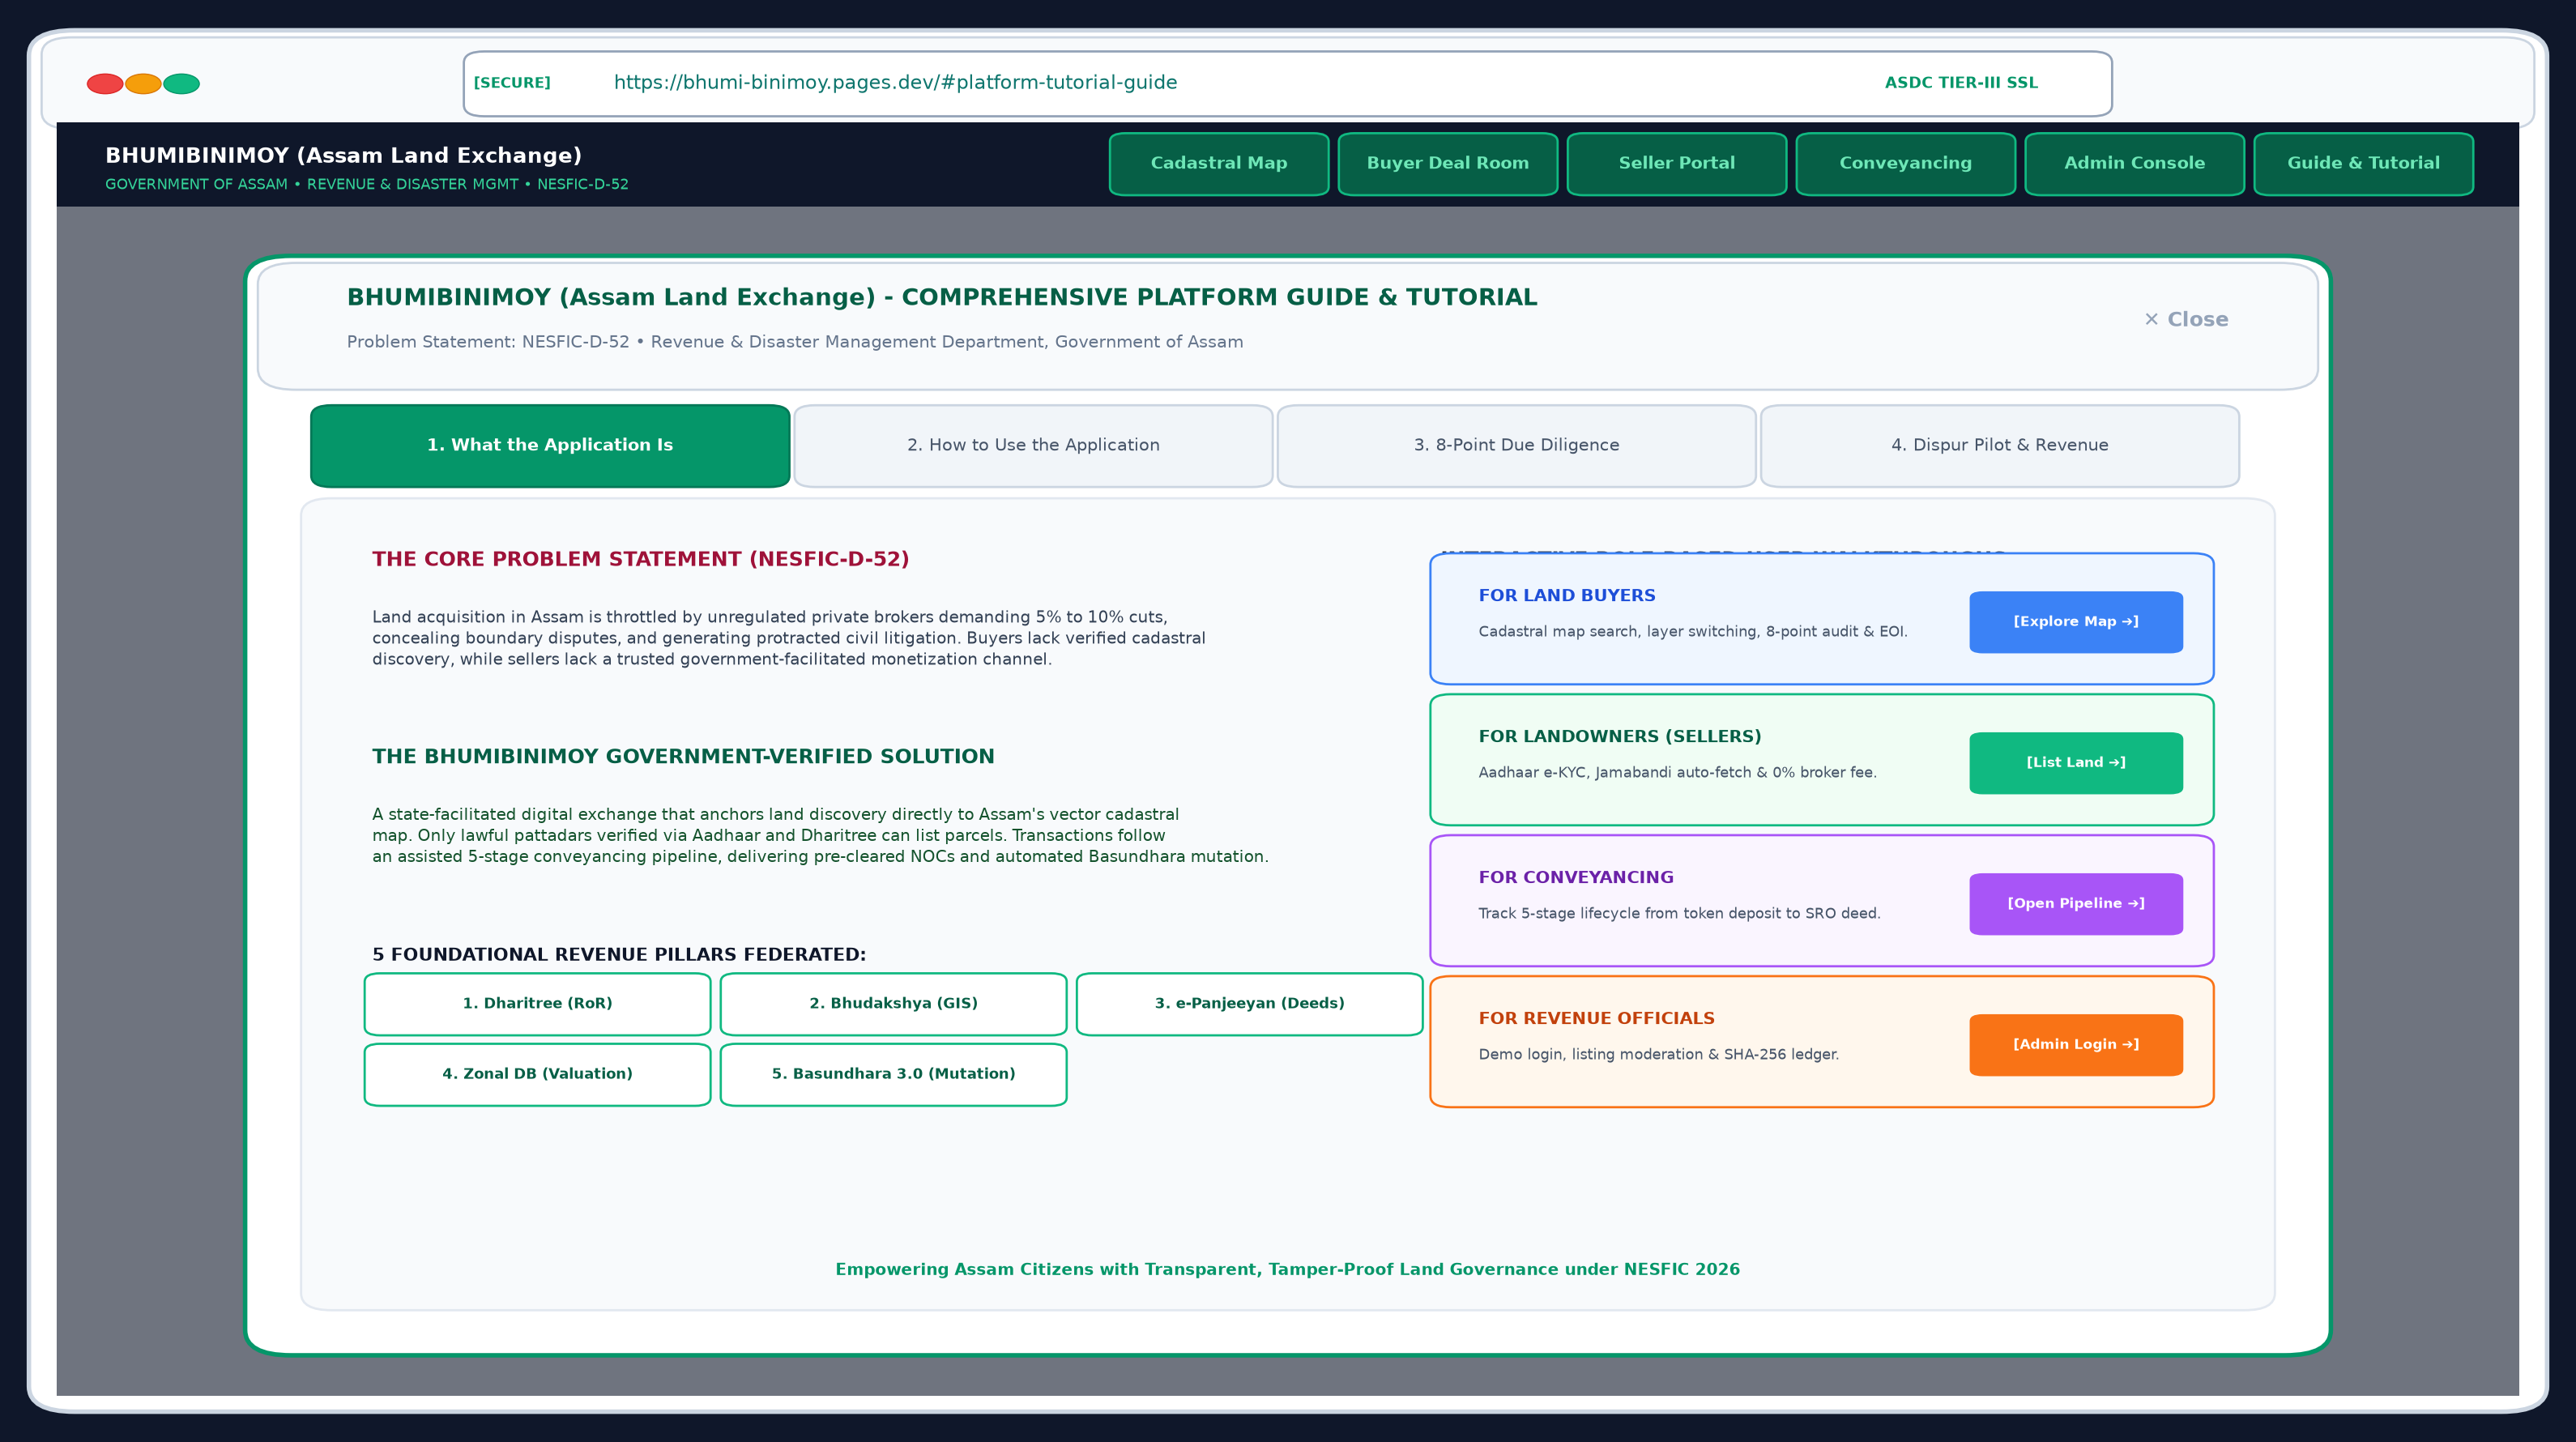 [SECURE] https://bhumi-binimoy.pages.dev/#platform-tutorial-guide ASDC TIER-III SSL
BHUMIBINIMOY (Assam Land Exchange)
GOVERNMENT OF ASSAM • REVENUE & DISASTER MGMT • NESFIC-D-52
Cadastral Map
Buyer Deal Room
Seller Portal
Conveyancing
Admin Console
Guide & Tutorial
BHUMIBINIMOY (Assam Land Exchange) - COMPREHENSIVE PLATFORM GUIDE & TUTORIAL
Problem Statement: NESFIC-D-52 • Revenue & Disaster Management Department, Government of Assam
✕ Close
1. What the Application Is
2. How to Use the Application
3. 8-Point Due Diligence
4. Dispur Pilot & Revenue
THE CORE PROBLEM STATEMENT (NESFIC-D-52)
Land acquisition in Assam is throttled by unregulated private brokers demanding 5% to 10% cuts,
concealing boundary disputes, and generating protracted civil litigation. Buyers lack verified cadastral
discovery, while sellers lack a trusted government-facilitated monetization channel.
THE BHUMIBINIMOY GOVERNMENT-VERIFIED SOLUTION
A state-facilitated digital exchange that anchors land discovery directly to Assam's vector cadastral
map. Only lawful pattadars verified via Aadhaar and Dharitree can list parcels. Transactions follow
an assisted 5-stage conveyancing pipeline, delivering pre-cleared NOCs and automated Basundhara mutation.
5 FOUNDATIONAL REVENUE PILLARS FEDERATED:
1. Dharitree (RoR)
2. Bhudakshya (GIS)
3. e-Panjeeyan (Deeds)
4. Zonal DB (Valuation)
5. Basundhara 3.0 (Mutation)
FOR LAND BUYERS
Cadastral map search, layer switching, 8-point audit & EOI.
[Explore Map ➔]
FOR LANDOWNERS (SELLERS)
Aadhaar e-KYC, Jamabandi auto-fetch & 0% broker fee.
[List Land ➔]
FOR CONVEYANCING
Track 5-stage lifecycle from token deposit to SRO deed.
[Open Pipeline ➔]
FOR REVENUE OFFICIALS
Demo login, listing moderation & SHA-256 ledger.
[Admin Login ➔]
Empowering Assam Citizens with Transparent, Tamper-Proof Land Governance under NESFIC 2026